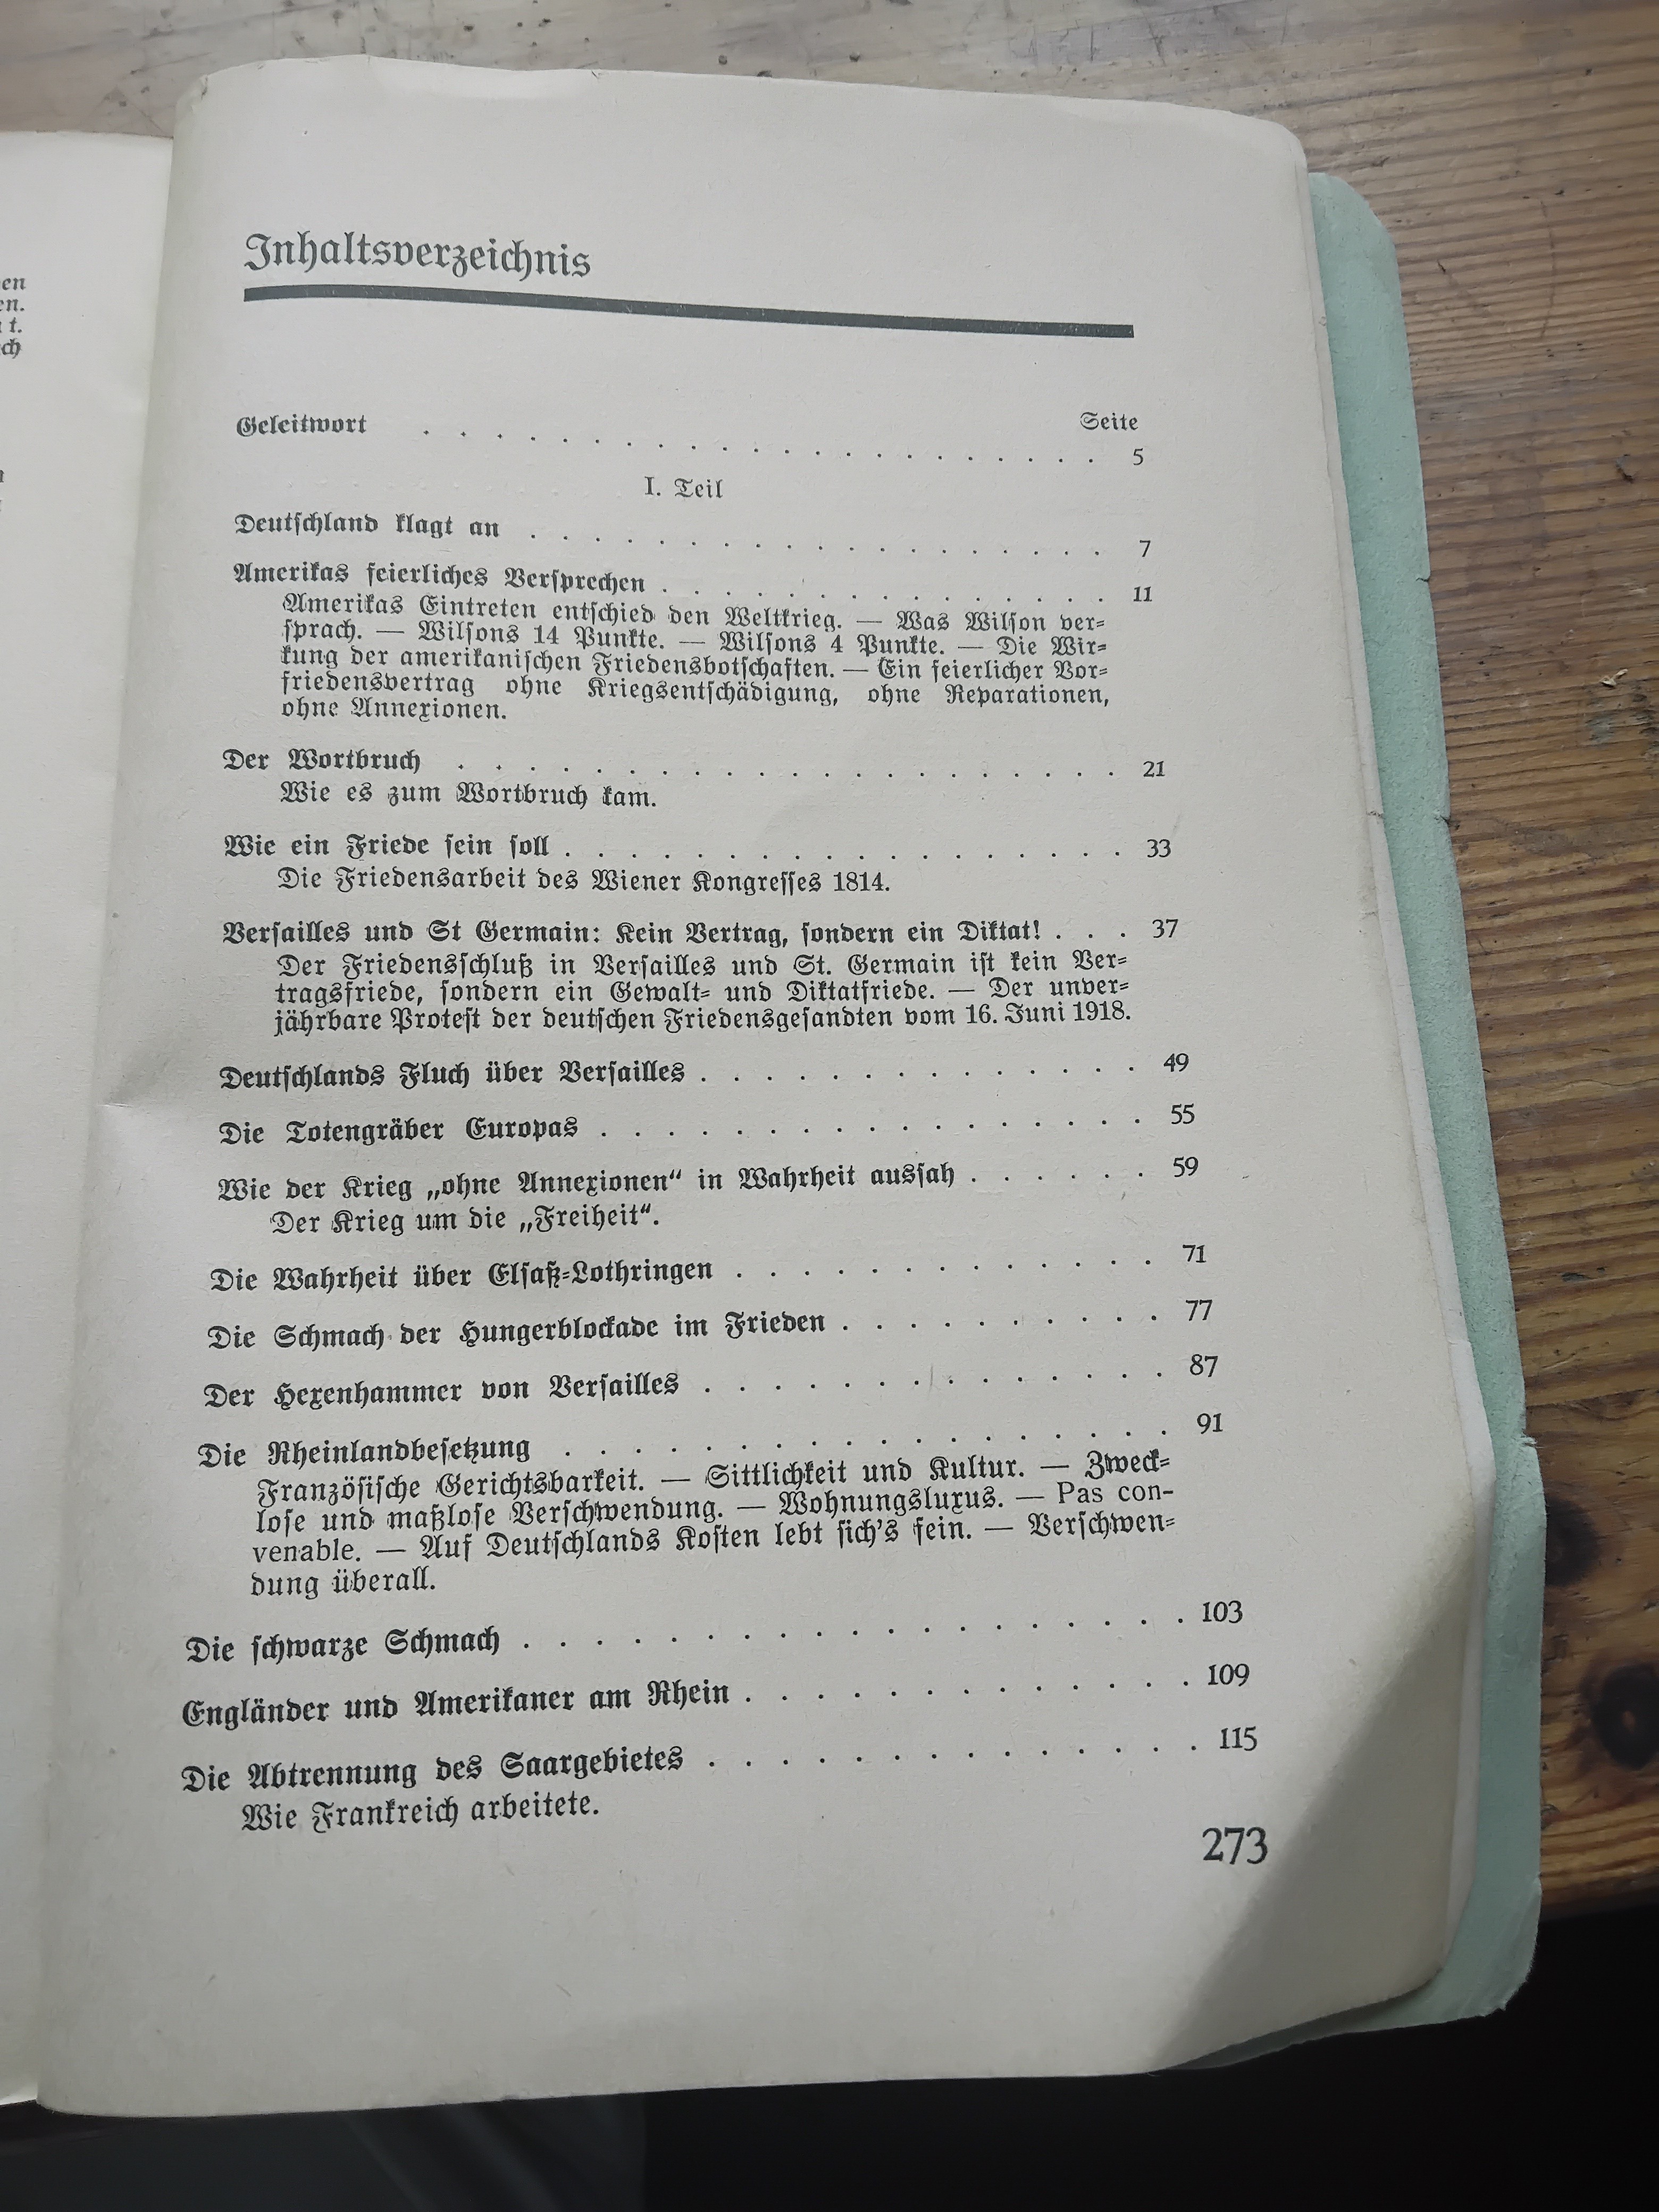 en
en.
t.
ch
Inhaltsverzeichnis
Seite
Geleitwort . . . . . . . . . . . . . . . . . . . . 5
I. Teil
Deutſchland klagt an . . . . . . . . . . . . . . . . . . 7
Amerikas feierliches Verſprechen . . . . . . . . . . . . . . 11
Amerikas Eintreten entſchied den Weltkrieg. — Was Wilſon ver-
ſprach. — Wilſons 14 Punkte. — Wilſons 4 Punkte. — Die Wir-
kung der amerikaniſchen Friedensbotſchaften. — Ein feierlicher Vor-
friedensvertrag ohne Kriegsentſchädigung, ohne Reparationen,
ohne Annexionen.
Der Wortbruch . . . . . . . . . . . . . . . . . . . . 21
Wie es zum Wortbruch kam.
Wie ein Friede ſein ſoll . . . . . . . . . . . . . . . . . 33
Die Friedensarbeit des Wiener Kongreſſes 1814.
Verſailles und St Germain: Kein Vertrag, ſondern ein Diktat! . . . 37
Der Friedensſchluß in Verſailles und St. Germain iſt kein Ver-
tragsfriede, ſondern ein Gewalt- und Diktatfriede. — Der unver-
jährbare Proteſt der deutſchen Friedensgeſandten vom 16. Juni 1918.
Deutſchlands Fluch über Verſailles . . . . . . . . . . . . . . 49
Die Totengräber Europas . . . . . . . . . . . . . . . . . 55
Wie der Krieg „ohne Annexionen“ in Wahrheit ausſah . . . . . . 59
Der Krieg um die „Freiheit“.
Die Wahrheit über Elſaß-Lothringen . . . . . . . . . . . . . 71
Die Schmach der Hungerblockade im Frieden . . . . . . . . . . 77
Der Hexenhammer von Verſailles . . . . . . . . . . . . . . 87
Die Rheinlandbeſetzung . . . . . . . . . . . . . . . . . . 91
Franzöſiſche Gerichtsbarkeit. — Sittlichkeit und Kultur. — Zweck-
loſe und maßloſe Verſchwendung. — Wohnungsluxus. — Pas con-
venable. — Auf Deutſchlands Koſten lebt ſich's fein. — Verſchwen-
dung überall.
Die ſchwarze Schmach . . . . . . . . . . . . . . . . . . . 103
Engländer und Amerikaner am Rhein . . . . . . . . . . . . . 109
Die Abtrennung des Saargebietes . . . . . . . . . . . . . . 115
Wie Frankreich arbeitete.
273